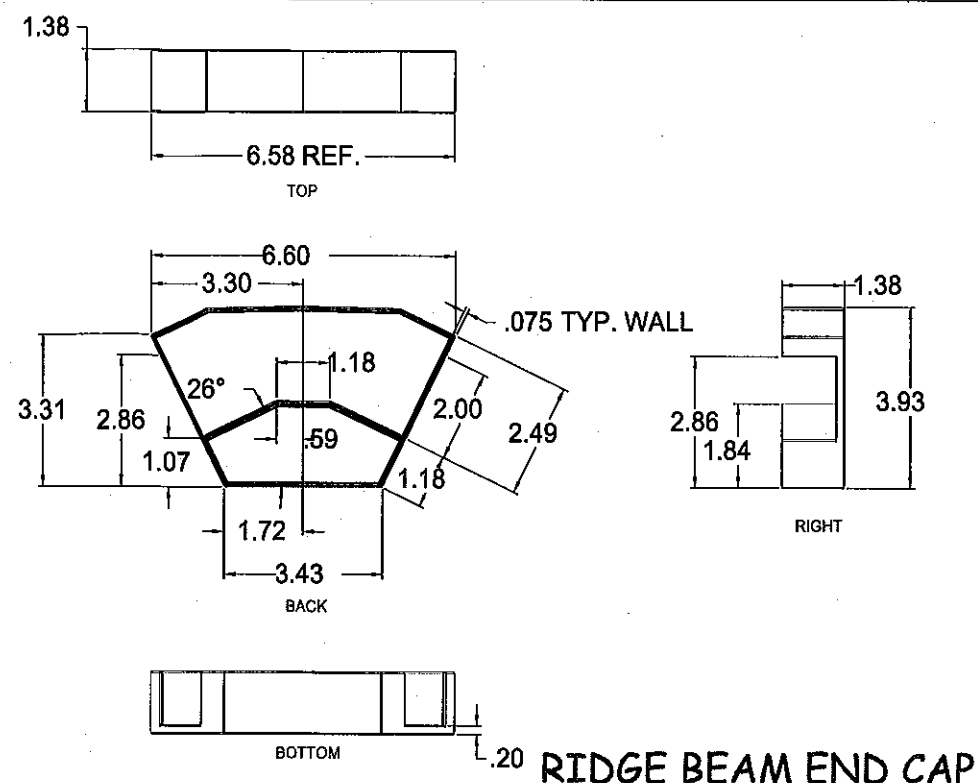 1.38
6.58 REF.
TOP
6.60
3.30
1.38
.075 TYP. WALL
1.18
26°
3.31
2.86
2.00
3.93
2.86
2.49
.59
1.07
1.84
1.18
1.72
RIGHT
3.43
BACK
BOTTOM
.20
RIDGE BEAM END CAP